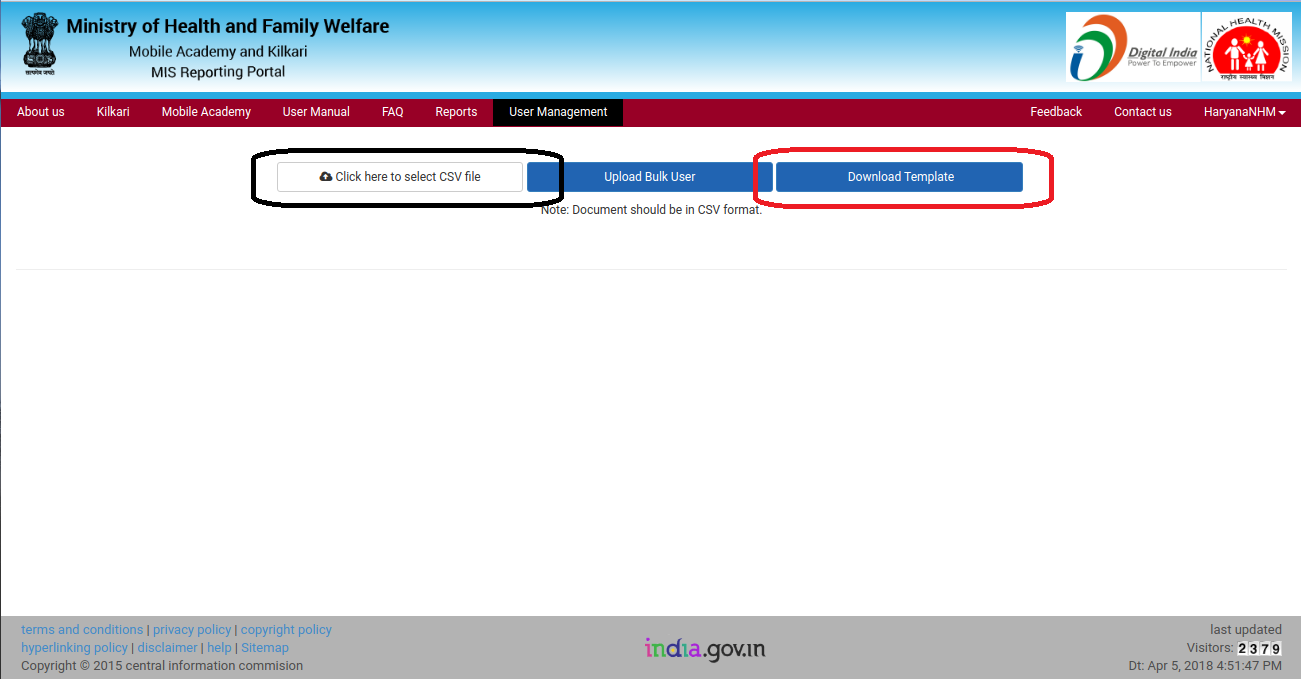 Ministry of Health and Family Welfare
Mobile Academy and Kilkari
MIS Reporting Portal
सत्यमेव जयते
Digital India
Power To Empower
NATIONAL HEALTH MISSION
राष्ट्रीय स्वास्थ्य मिशन
About us Kilkari Mobile Academy User Manual FAQ Reports User Management Feedback Contact us HaryanaNHM
Click here to select CSV file Upload Bulk User Download Template
Note: Document should be in CSV format.
terms and conditions | privacy policy | copyright policy
hyperlinking policy | disclaimer | help | Sitemap
Copyright © 2015 central information commision
india.gov.in
last updated
Visitors: 2379
Dt: Apr 5, 2018 4:51:47 PM